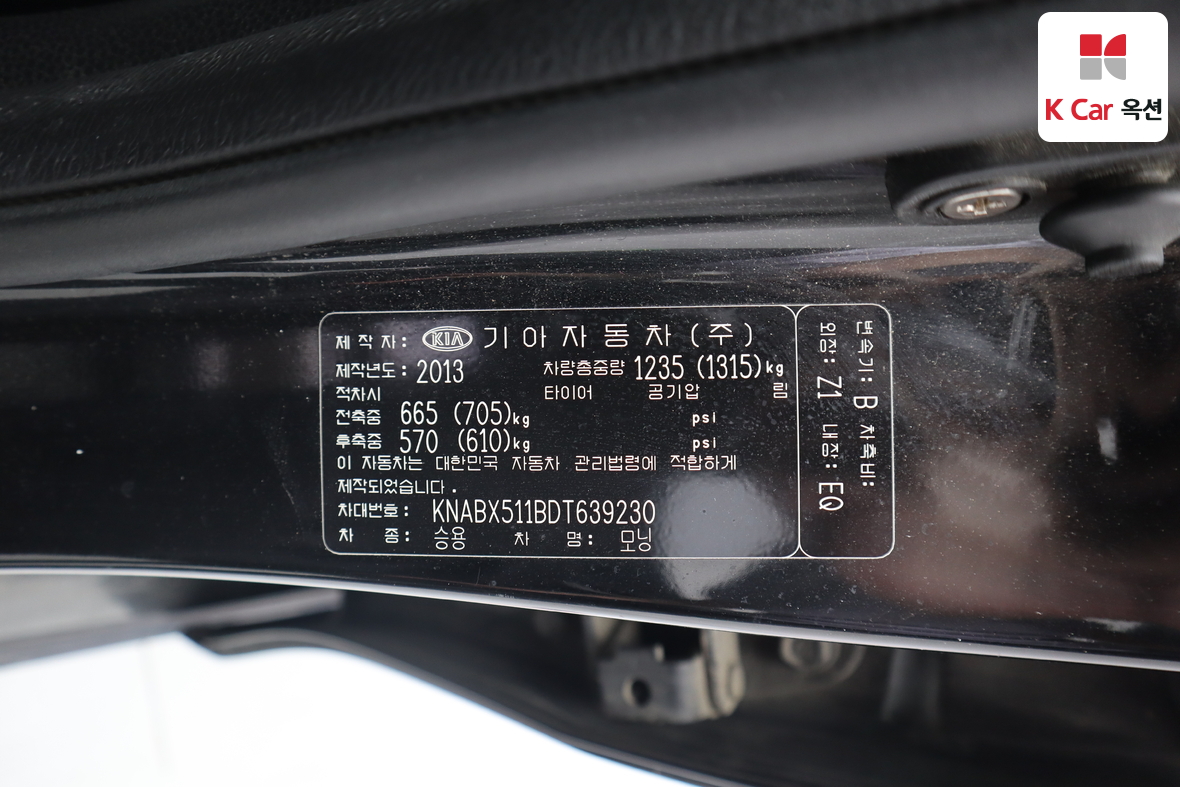 K Car 옥션
제작자: KIA 기아자동차(주)
제작년도: 2013 차량총중량 1235 (1315)kg
적차시 타이어 공기압 림
전축중 665 (705)kg psi
후축중 570 (610)kg psi
이 자동차는 대한민국 자동차 관리법령에 적합하게
제작되었습니다.
차대번호: KNABX511BDT639230
차 종: 승용 차 명: 모닝
변속기: B 차축비:
외장: Z1 내장: EQ